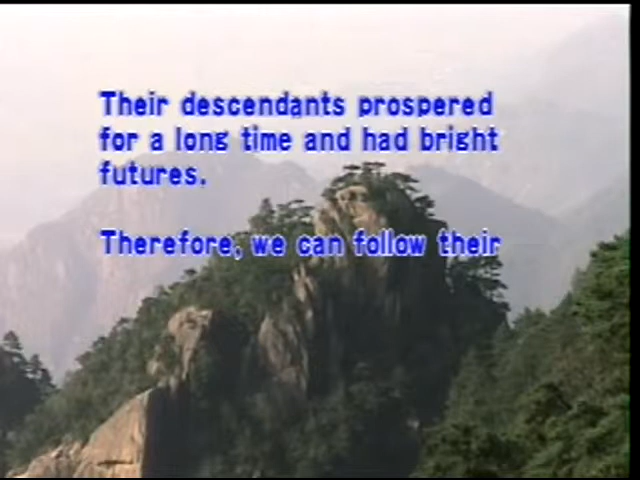 Their descendants prospered
for a long time and had bright
futures.
Therefore, we can follow their